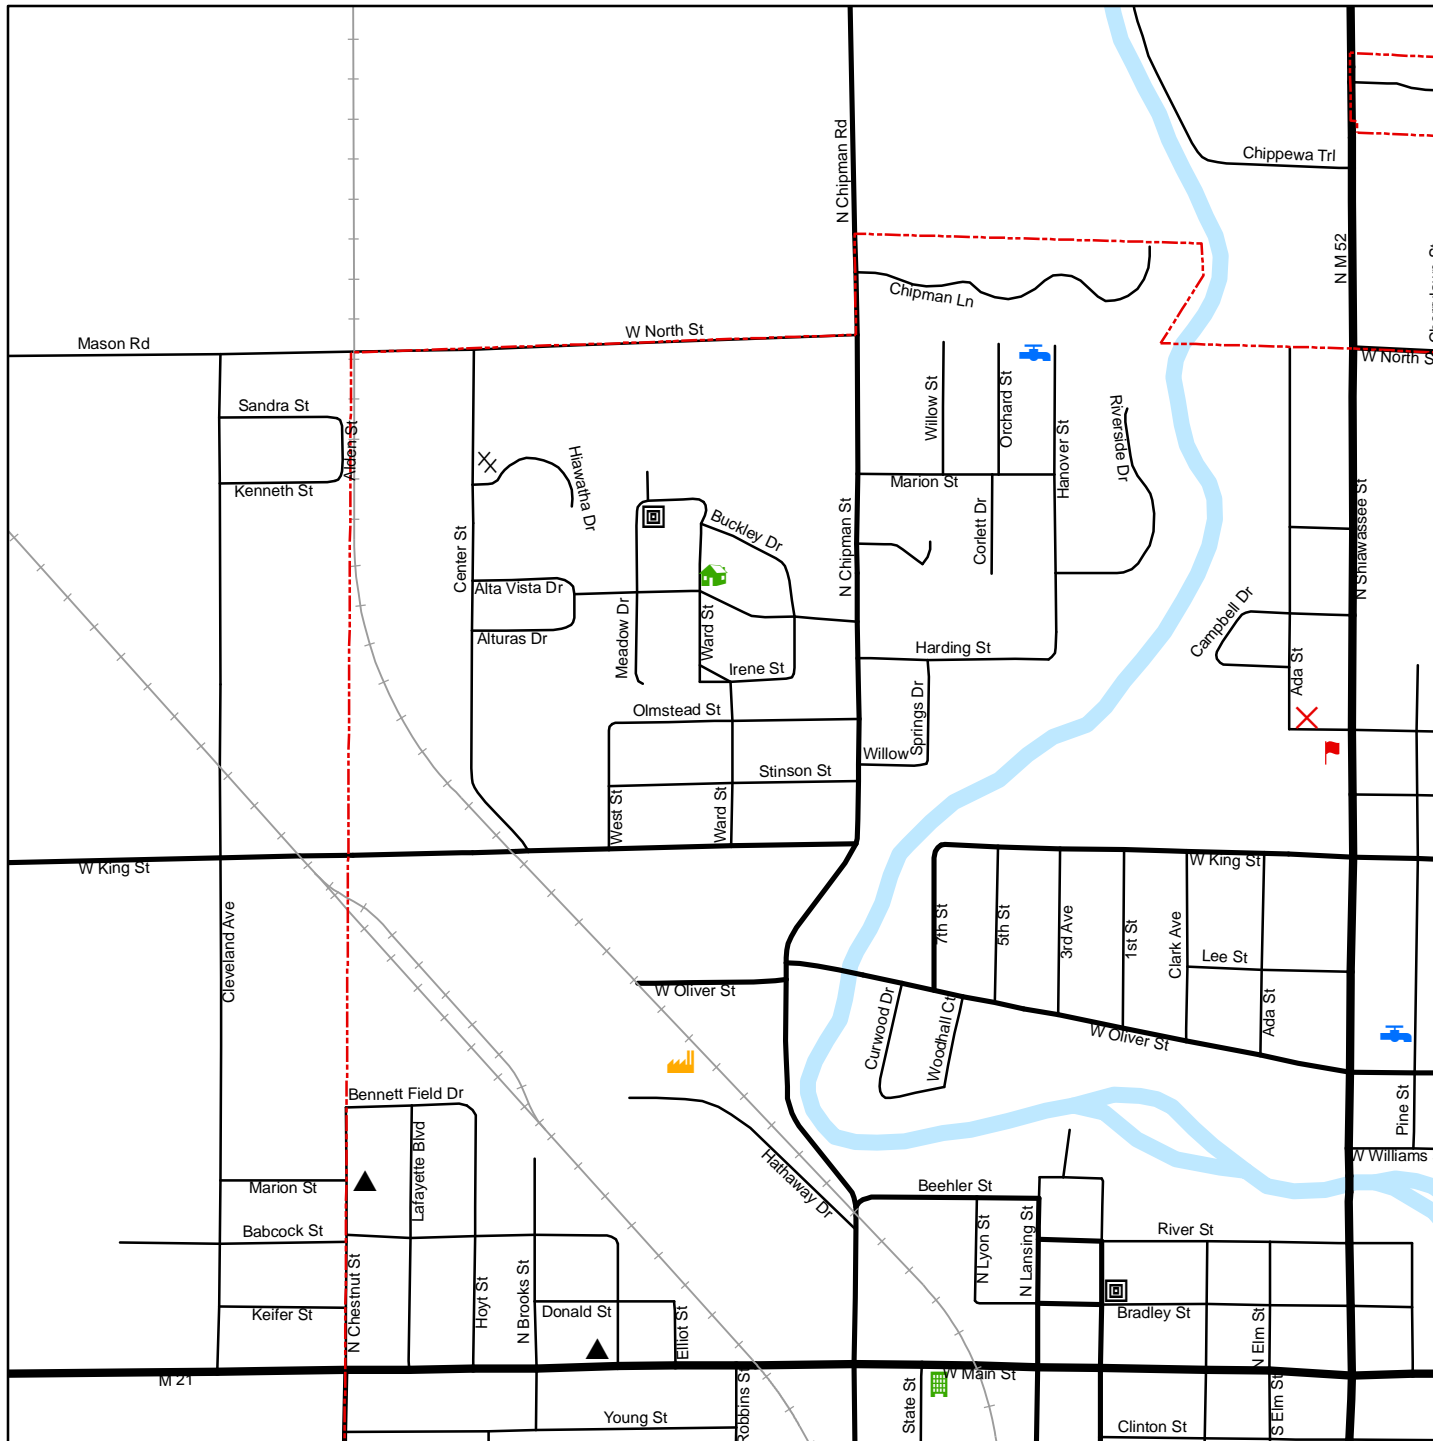 N Chipman Rd
Chippewa Trl
N M 52
Chipman Ln
W North St
Mason Rd
W North S
Sandra St
Alden St
Kenneth St
Willow St
Orchard St
Hanover St
Riverside Dr
Marion St
Hiawatha Dr
Buckley Dr
Center St
N Chipman St
Corlett Dr
N Shiawassee St
Alta Vista Dr
Alturas Dr
Meadow Dr
Ward St
Irene St
Harding St
Campbell Dr
Ada St
Olmstead St
Willow
Springs Dr
Stinson St
West St
Ward St
W King St
W King St
Cleveland Ave
7th St
5th St
3rd Ave
1st St
Clark Ave
Lee St
Ada St
W Oliver St
Curwood Dr
Woodhall Ct
W Oliver St
Bennett Field Dr
Lafayette Blvd
Pine St
W Williams
Hathaway Dr
Marion St
Beehler St
Babcock St
River St
N Lyon St
N Lansing St
N Chestnut St
Hoyt St
N Brooks St
Keifer St
Donald St
Elliot St
Bradley St
N Elm St
M 21
W Main St
Robbins St
State St
S Elm St
Young St
Clinton St